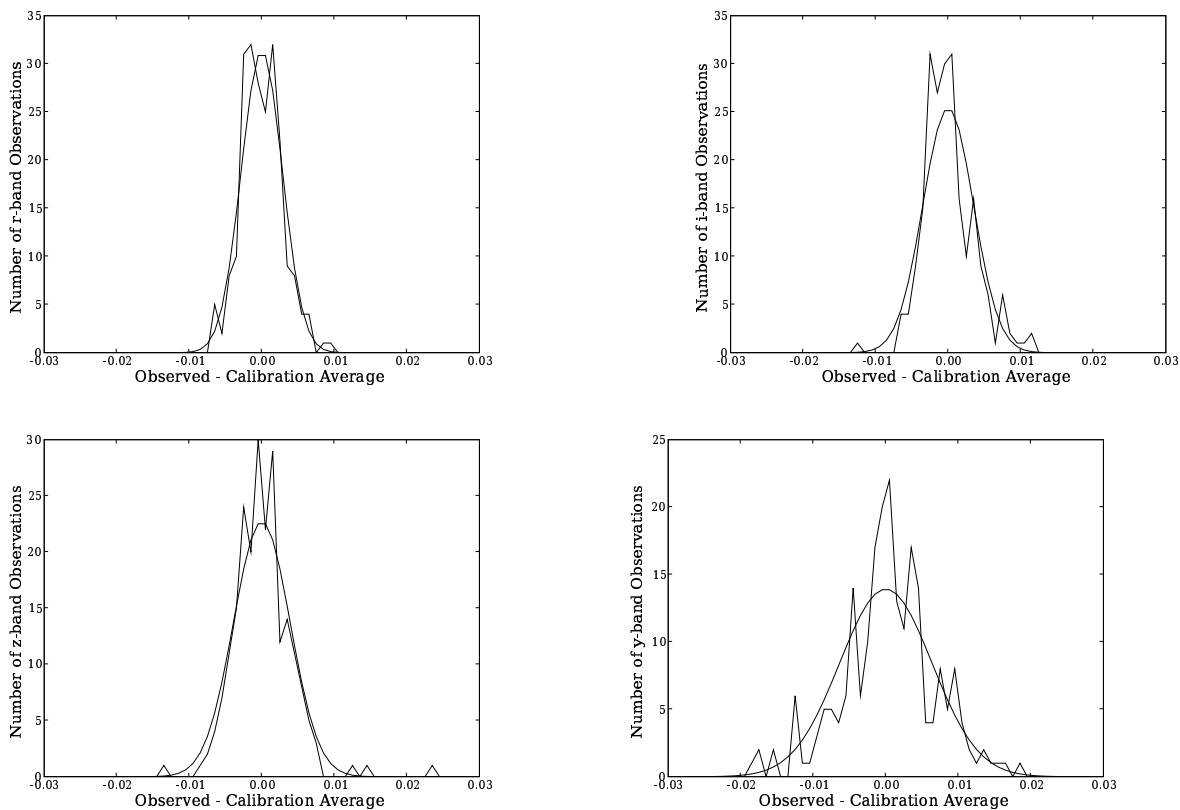 35
30
25
20
15
10
5
0
Number of r-band Observations
-0.03 -0.02 -0.01 0.00 0.01 0.02 0.03
Observed - Calibration Average
35
30
25
20
15
10
5
0
Number of i-band Observations
-0.03 -0.02 -0.01 0.00 0.01 0.02 0.03
Observed - Calibration Average
30
25
20
15
10
5
0
Number of z-band Observations
-0.03 -0.02 -0.01 0.00 0.01 0.02 0.03
Observed - Calibration Average
25
20
15
10
5
0
Number of y-band Observations
-0.03 -0.02 -0.01 0.00 0.01 0.02 0.03
Observed - Calibration Average